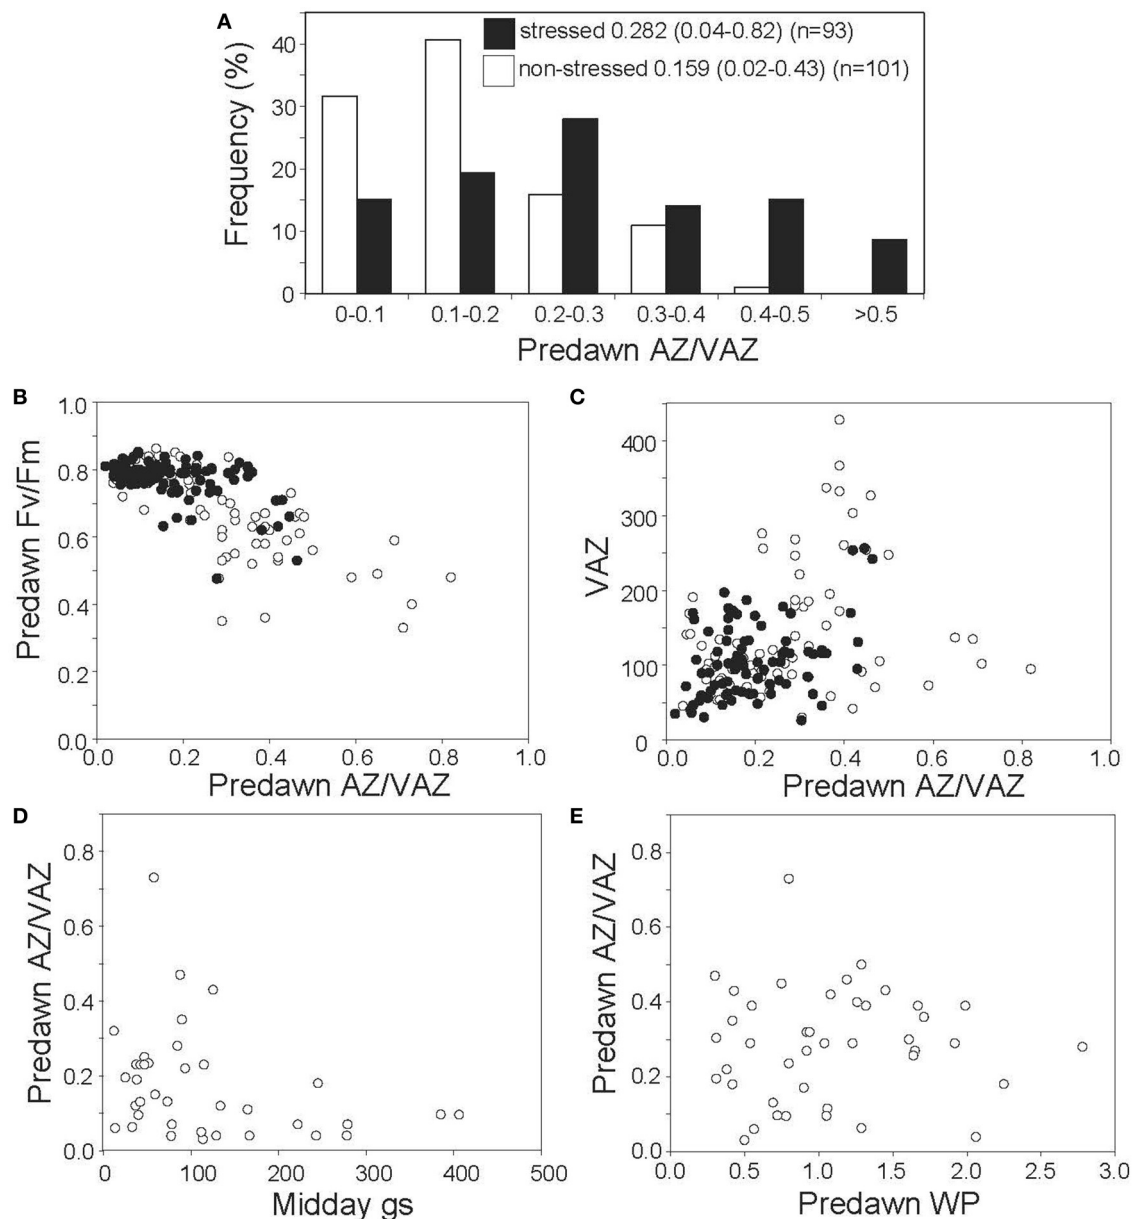 A
stressed 0.282 (0.04-0.82) (n=93)
non-stressed 0.159 (0.02-0.43) (n=101)
Frequency (%)
40
30
20
10
0
0-0.1 0.1-0.2 0.2-0.3 0.3-0.4 0.4-0.5 >0.5
Predawn AZ/VAZ
B
Predawn Fv/Fm
1.0
0.8
0.6
0.4
0.2
0.0
0.0 0.2 0.4 0.6 0.8 1.0
Predawn AZ/VAZ
C
VAZ
400
300
200
100
0
0.0 0.2 0.4 0.6 0.8 1.0
Predawn AZ/VAZ
D
Predawn AZ/VAZ
0.8
0.6
0.4
0.2
0.0
0 100 200 300 400 500
Midday gs
E
Predawn AZ/VAZ
0.8
0.6
0.4
0.2
0.0
0.0 0.5 1.0 1.5 2.0 2.5 3.0
Predawn WP